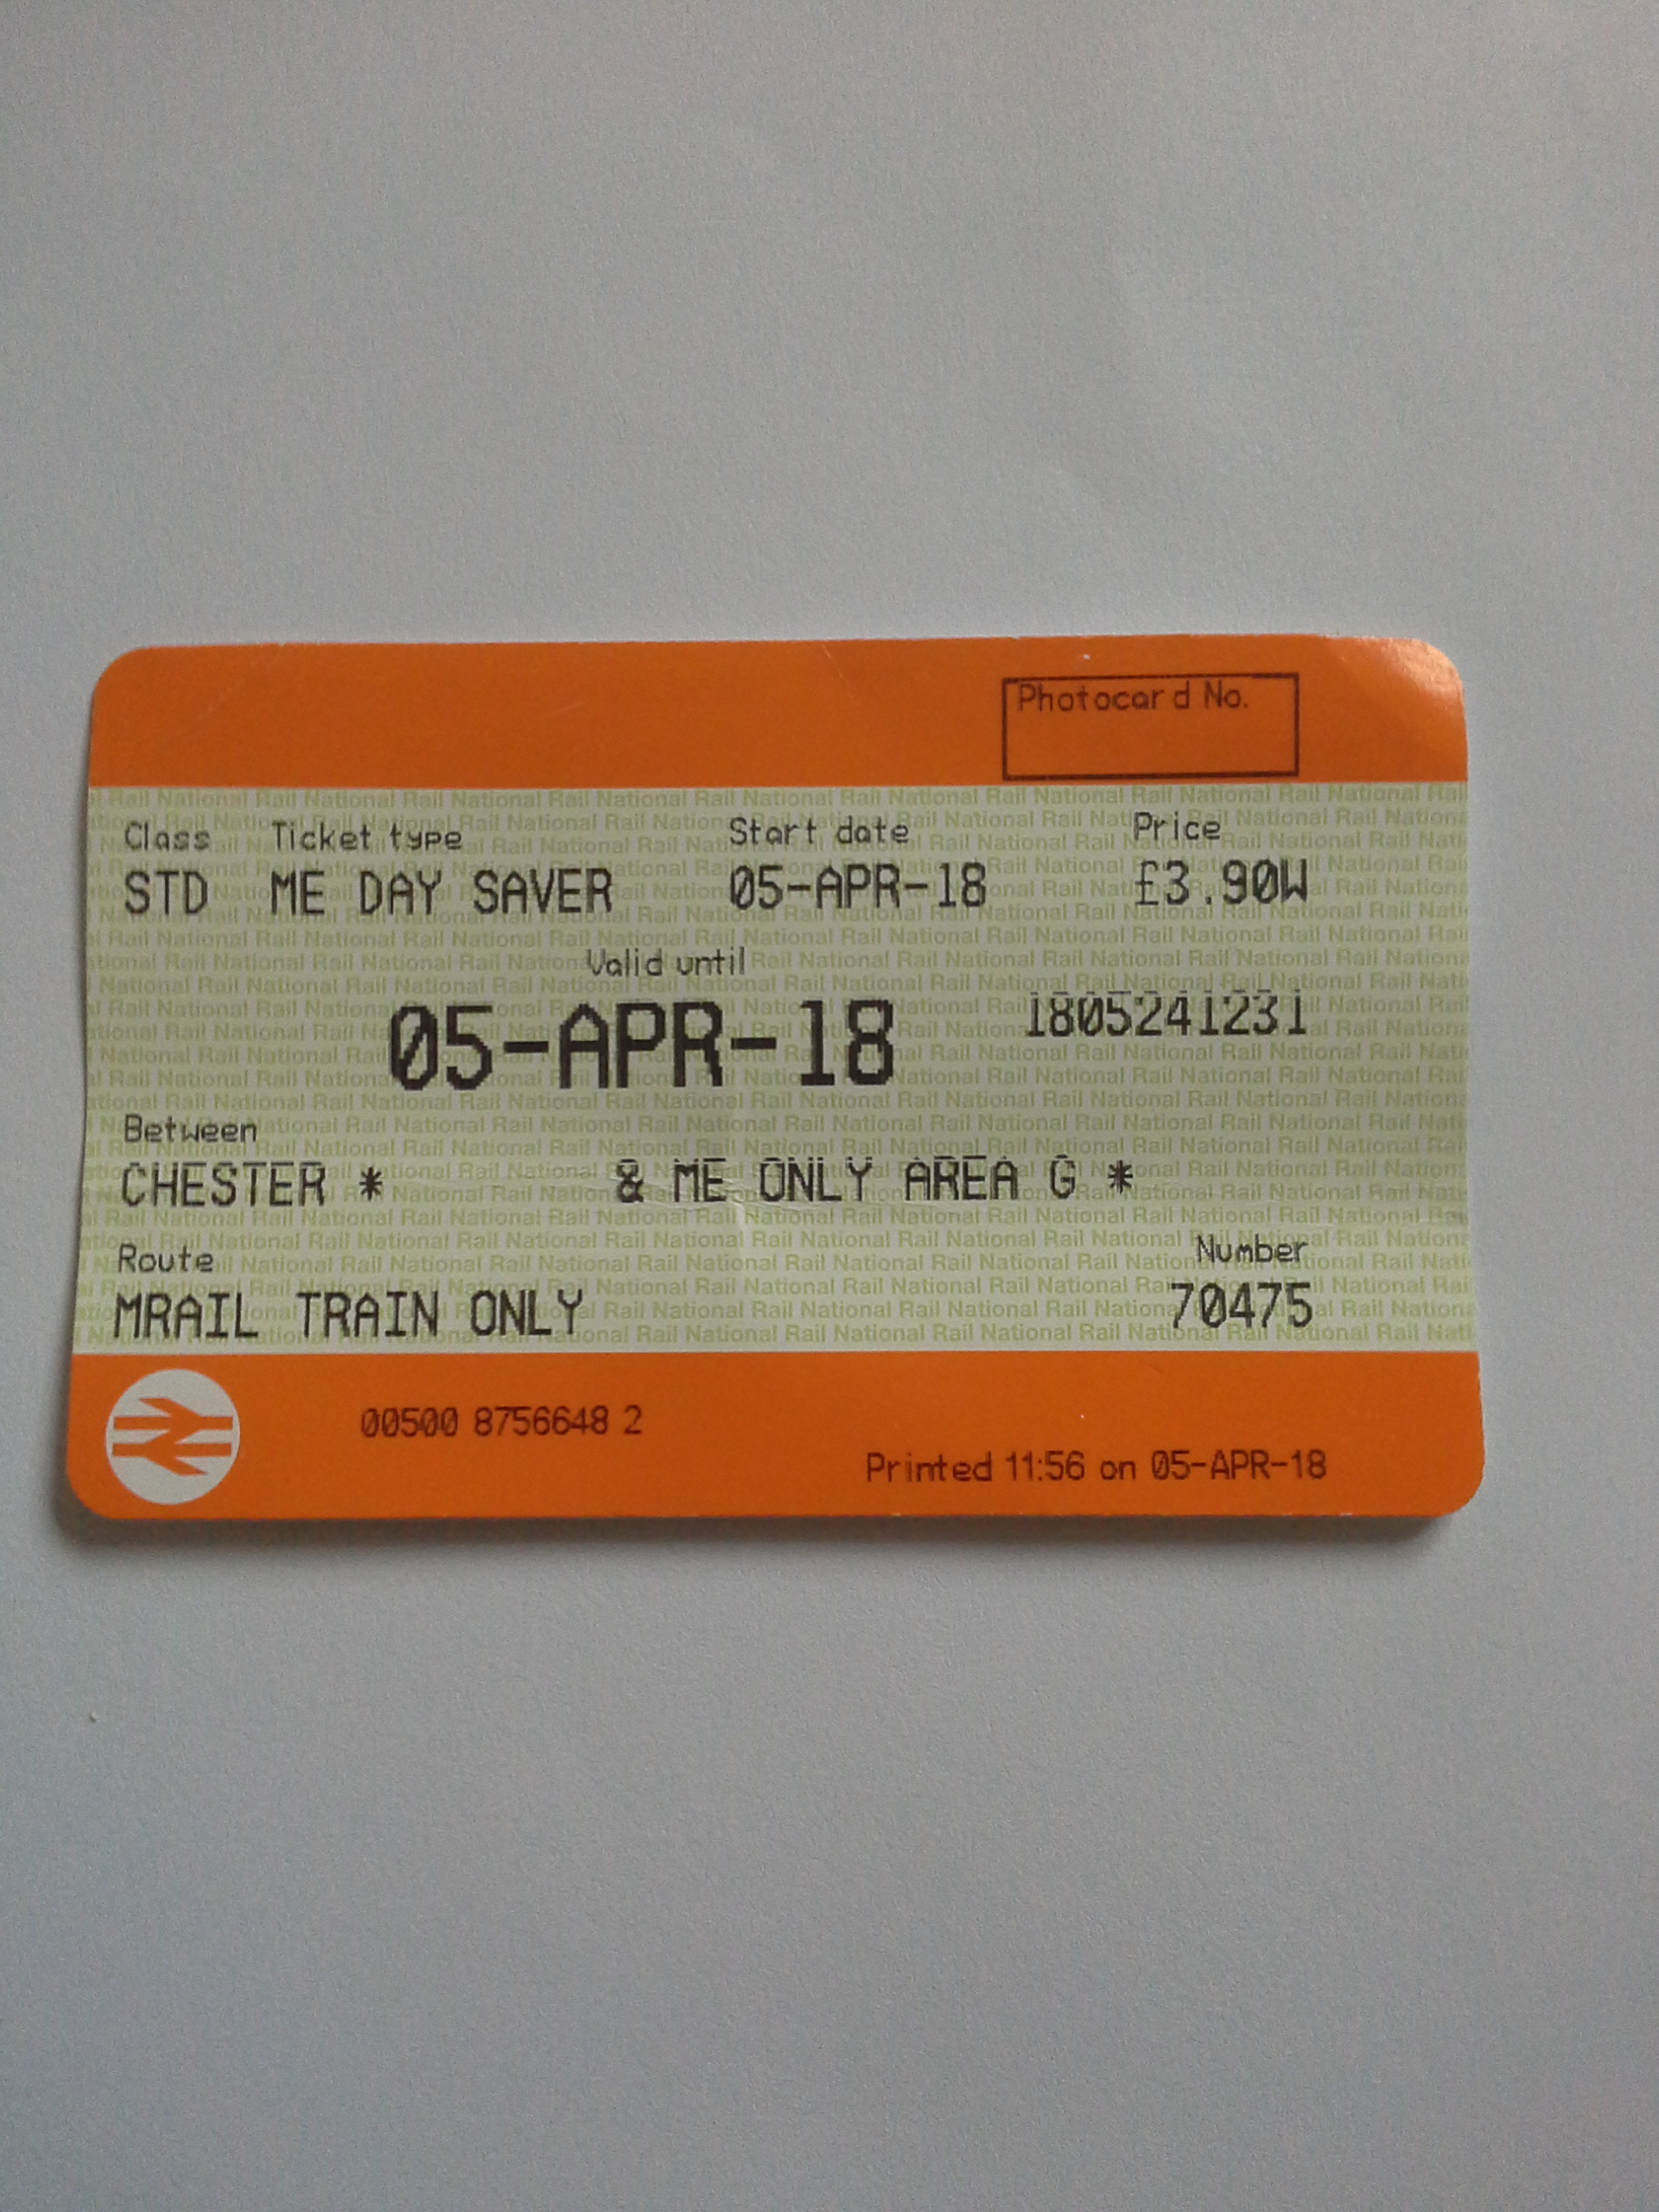 Photocard No.
Class Ticket type Start date Price
STD ME DAY SAVER 05-APR-18 £3.90W
Valid until
05-APR-18 1805241231
Between
CHESTER * & ME ONLY AREA G *
Route Number
MRAIL TRAIN ONLY 70475
00500 8756648 2
Printed 11:56 on 05-APR-18